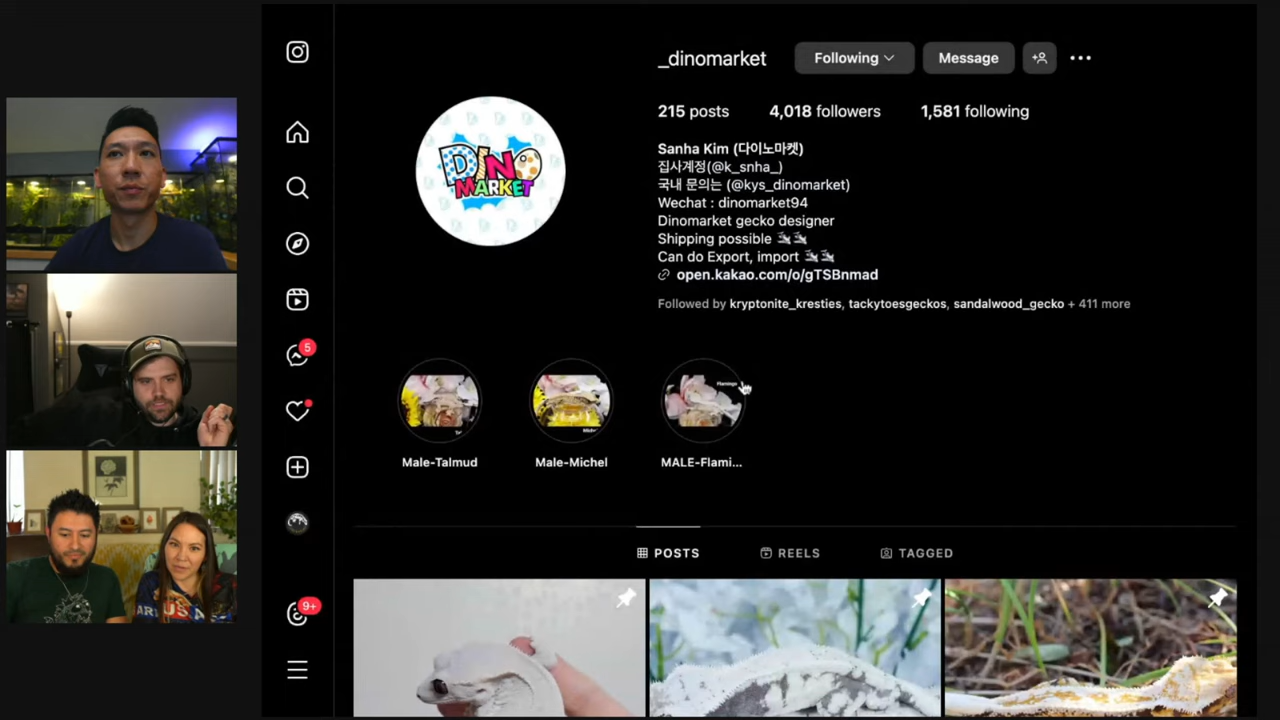 _dinomarket
Following
Message
215 posts
4,018 followers
1,581 following
Sanha Kim (다이노마켓)
집사계정(@k_snha_)
국내 문의는 (@kys_dinomarket)
Wechat : dinomarket94
Dinomarket gecko designer
Shipping possible
Can do Export, import
open.kakao.com/o/gTSBnmad
Followed by kryptonite_kresties, tackytoesgeckos, sandalwood_gecko + 411 more
DINO
MARKET
5
Flamingo
Male-Talmud
Male-Michel
MALE-Flami...
POSTS
REELS
TAGGED
9+